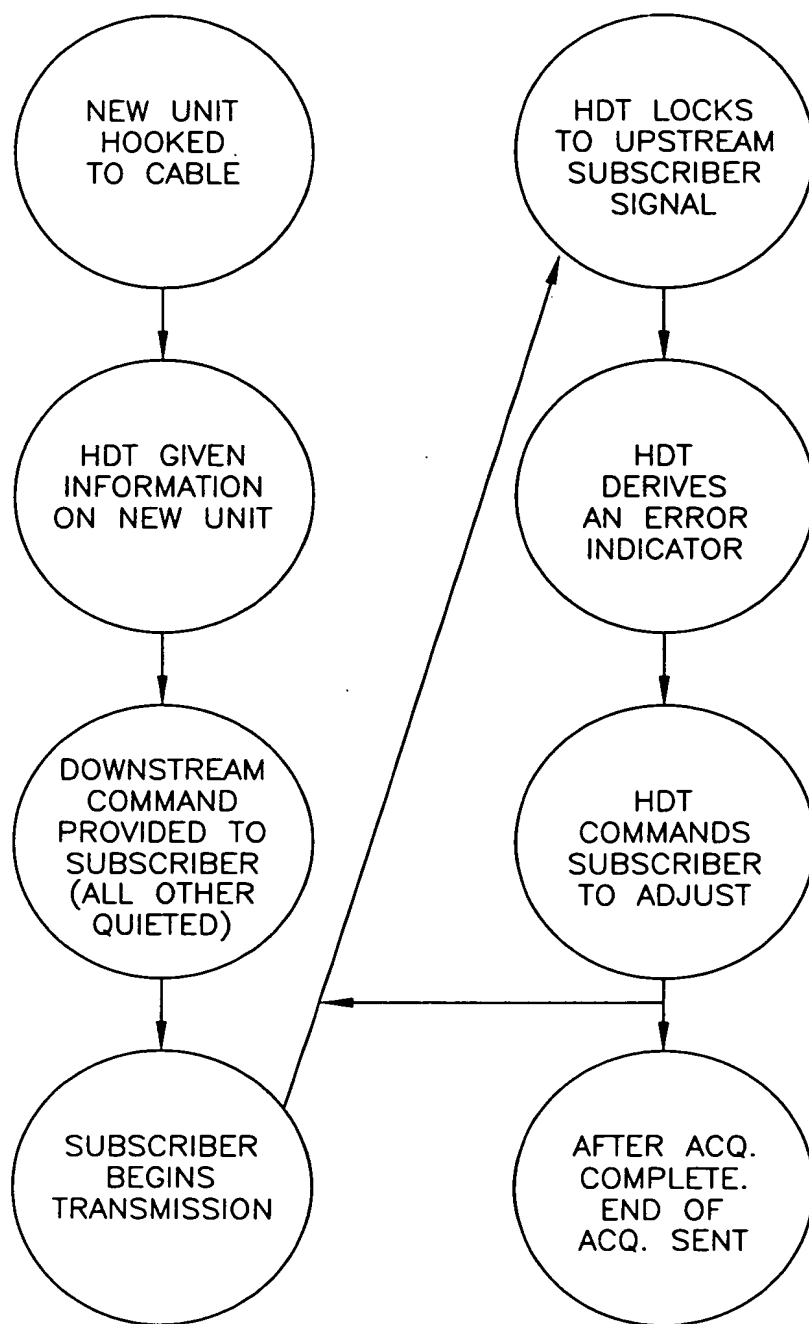 NEW UNIT
HOOKED
TO CABLE
HDT GIVEN
INFORMATION
ON NEW UNIT
DOWNSTREAM
COMMAND
PROVIDED TO
SUBSCRIBER
(ALL OTHER
QUIETED)
SUBSCRIBER
BEGINS
TRANSMISSION
HDT LOCKS
TO UPSTREAM
SUBSCRIBER
SIGNAL
HDT
DERIVES
AN ERROR
INDICATOR
HDT
COMMANDS
SUBSCRIBER
TO ADJUST
AFTER ACQ.
COMPLETE.
END OF
ACQ. SENT